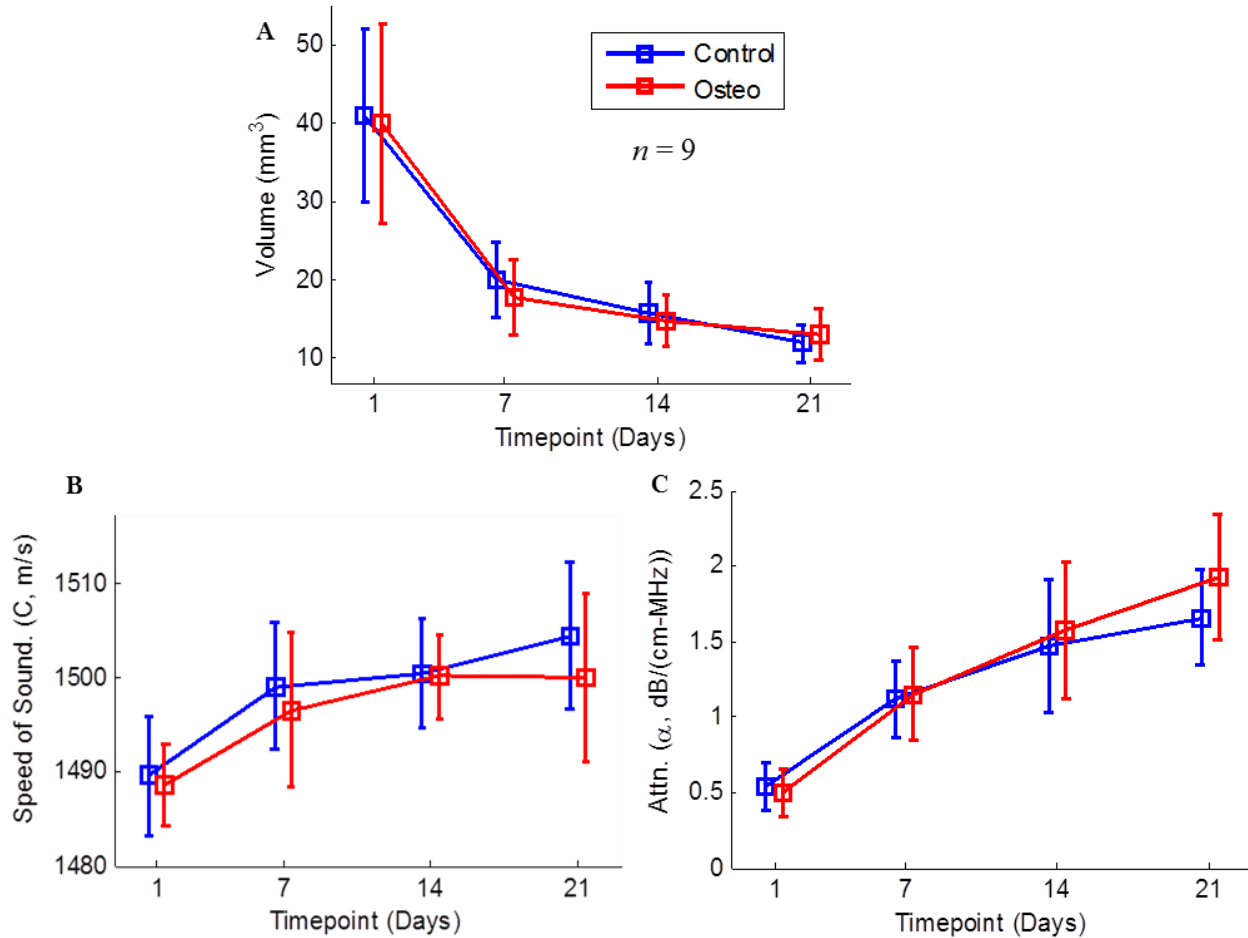 A
50
40
30
20
10
Volume (mm³)
Control
Osteo
n = 9
1 7 14 21
Timepoint (Days)
B
1510
1500
1490
1480
Speed of Sound. (C, m/s)
1 7 14 21
Timepoint (Days)
C
2.5
2
1.5
1
0.5
0
Attn. (α, dB/(cm-MHz))
1 7 14 21
Timepoint (Days)